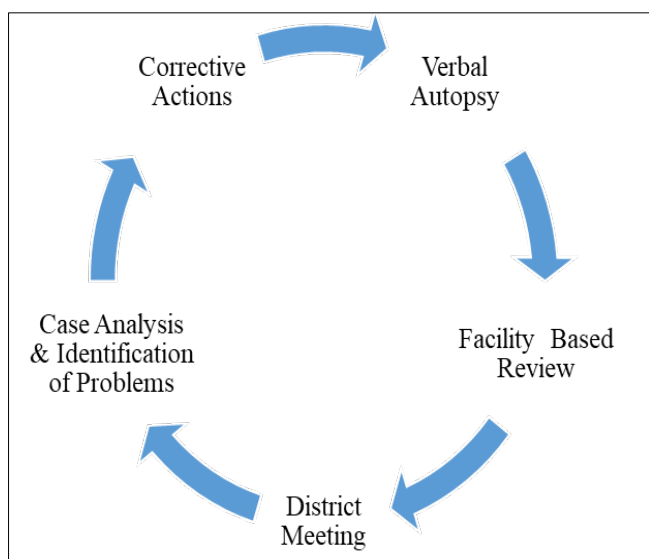 Corrective
Actions
Verbal
Autopsy
Facility Based
Review
District
Meeting
Case Analysis
& Identification
of Problems